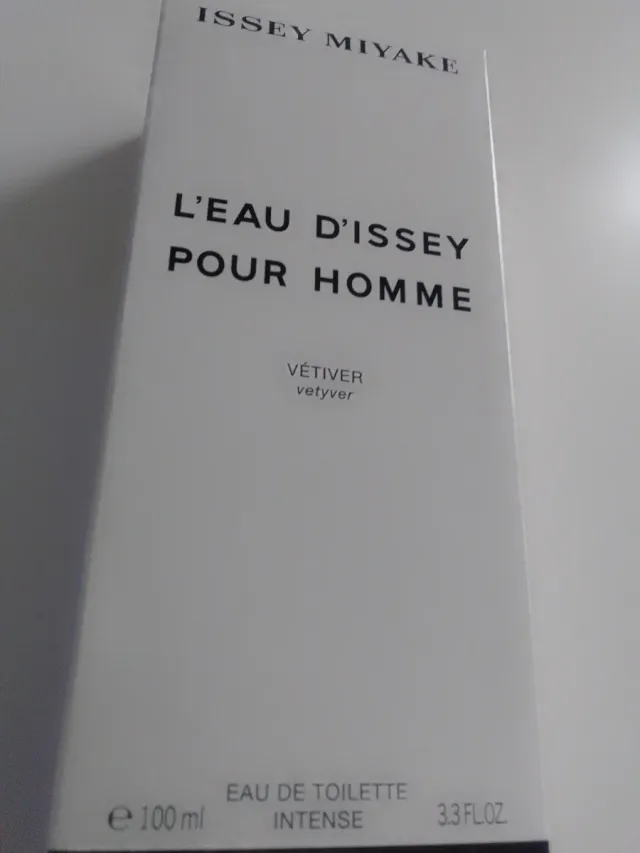 ISSEY MIYAKE
L'EAU D'ISSEY
POUR HOMME
VÉTIVER
vetyver
EAU DE TOILETTE
℮ 100 ml INTENSE 3.3 FL.OZ.